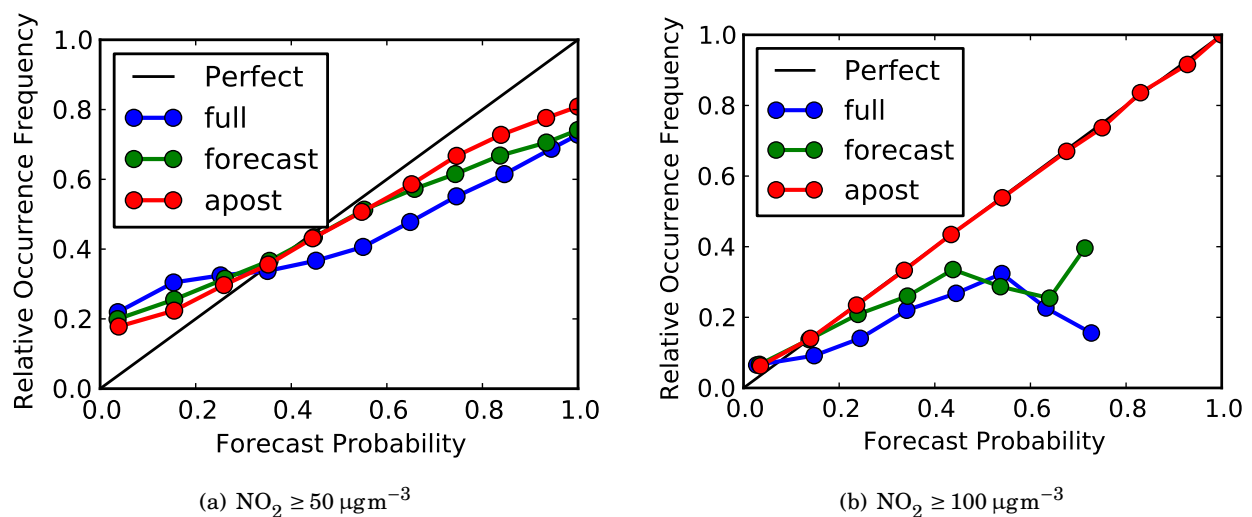 Relative Occurrence Frequency
1.0
0.8
0.6
0.4
0.2
0.0
Perfect
full
forecast
apost
0.0 0.2 0.4 0.6 0.8 1.0
Forecast Probability
(a) NO₂ ≥ 50 μg m⁻³
Relative Occurrence Frequency
1.0
0.8
0.6
0.4
0.2
0.0
Perfect
full
forecast
apost
0.0 0.2 0.4 0.6 0.8 1.0
Forecast Probability
(b) NO₂ ≥ 100 μg m⁻³